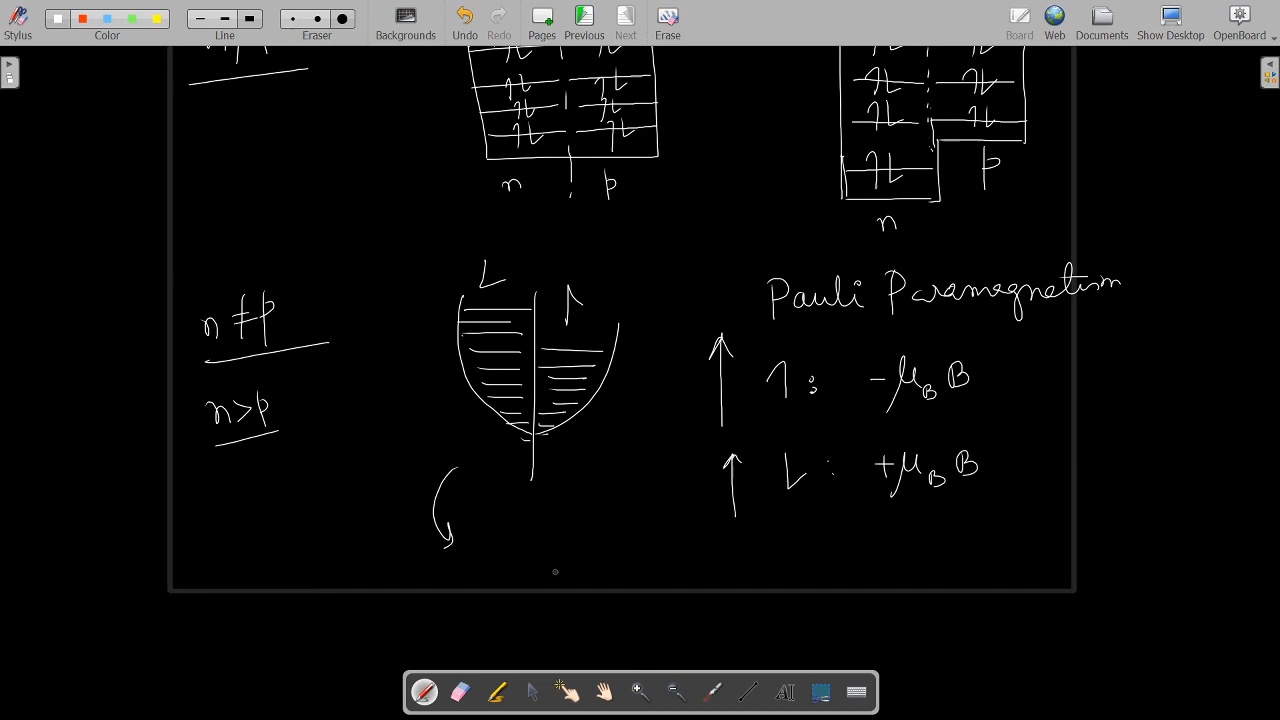 Stylus Color Line Eraser Backgrounds Undo Redo Pages Previous Next Erase Board Web Documents Show Desktop OpenBoard
n p
p
n
Pauli Paramagnetism
n ≠ p
↿ : -μ_B B
n > p
⇂ : +μ_B B